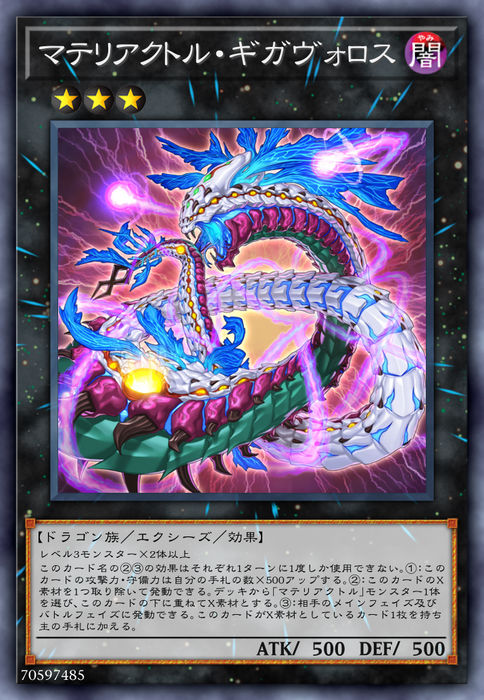 マテリアクトル・ギガヴォロス
やみ
闇
【ドラゴン族／エクシーズ／効果】
レベル3モンスター×2体以上
このカード名の②③の効果はそれぞれ1ターンに1度しか使用できない。①：この
カードの攻撃力・守備力は自分の手札の数×500アップする。②：このカードのX
素材を1つ取り除いて発動できる。デッキから「マテリアクトル」モンスター1体
を選び、このカードの下に重ねてX素材とする。③：相手のメインフェイズ及び
バトルフェイズに発動できる。このカードがX素材としているカード1枚を持ち
主の手札に加える。
ATK/ 500 DEF/ 500
70597485